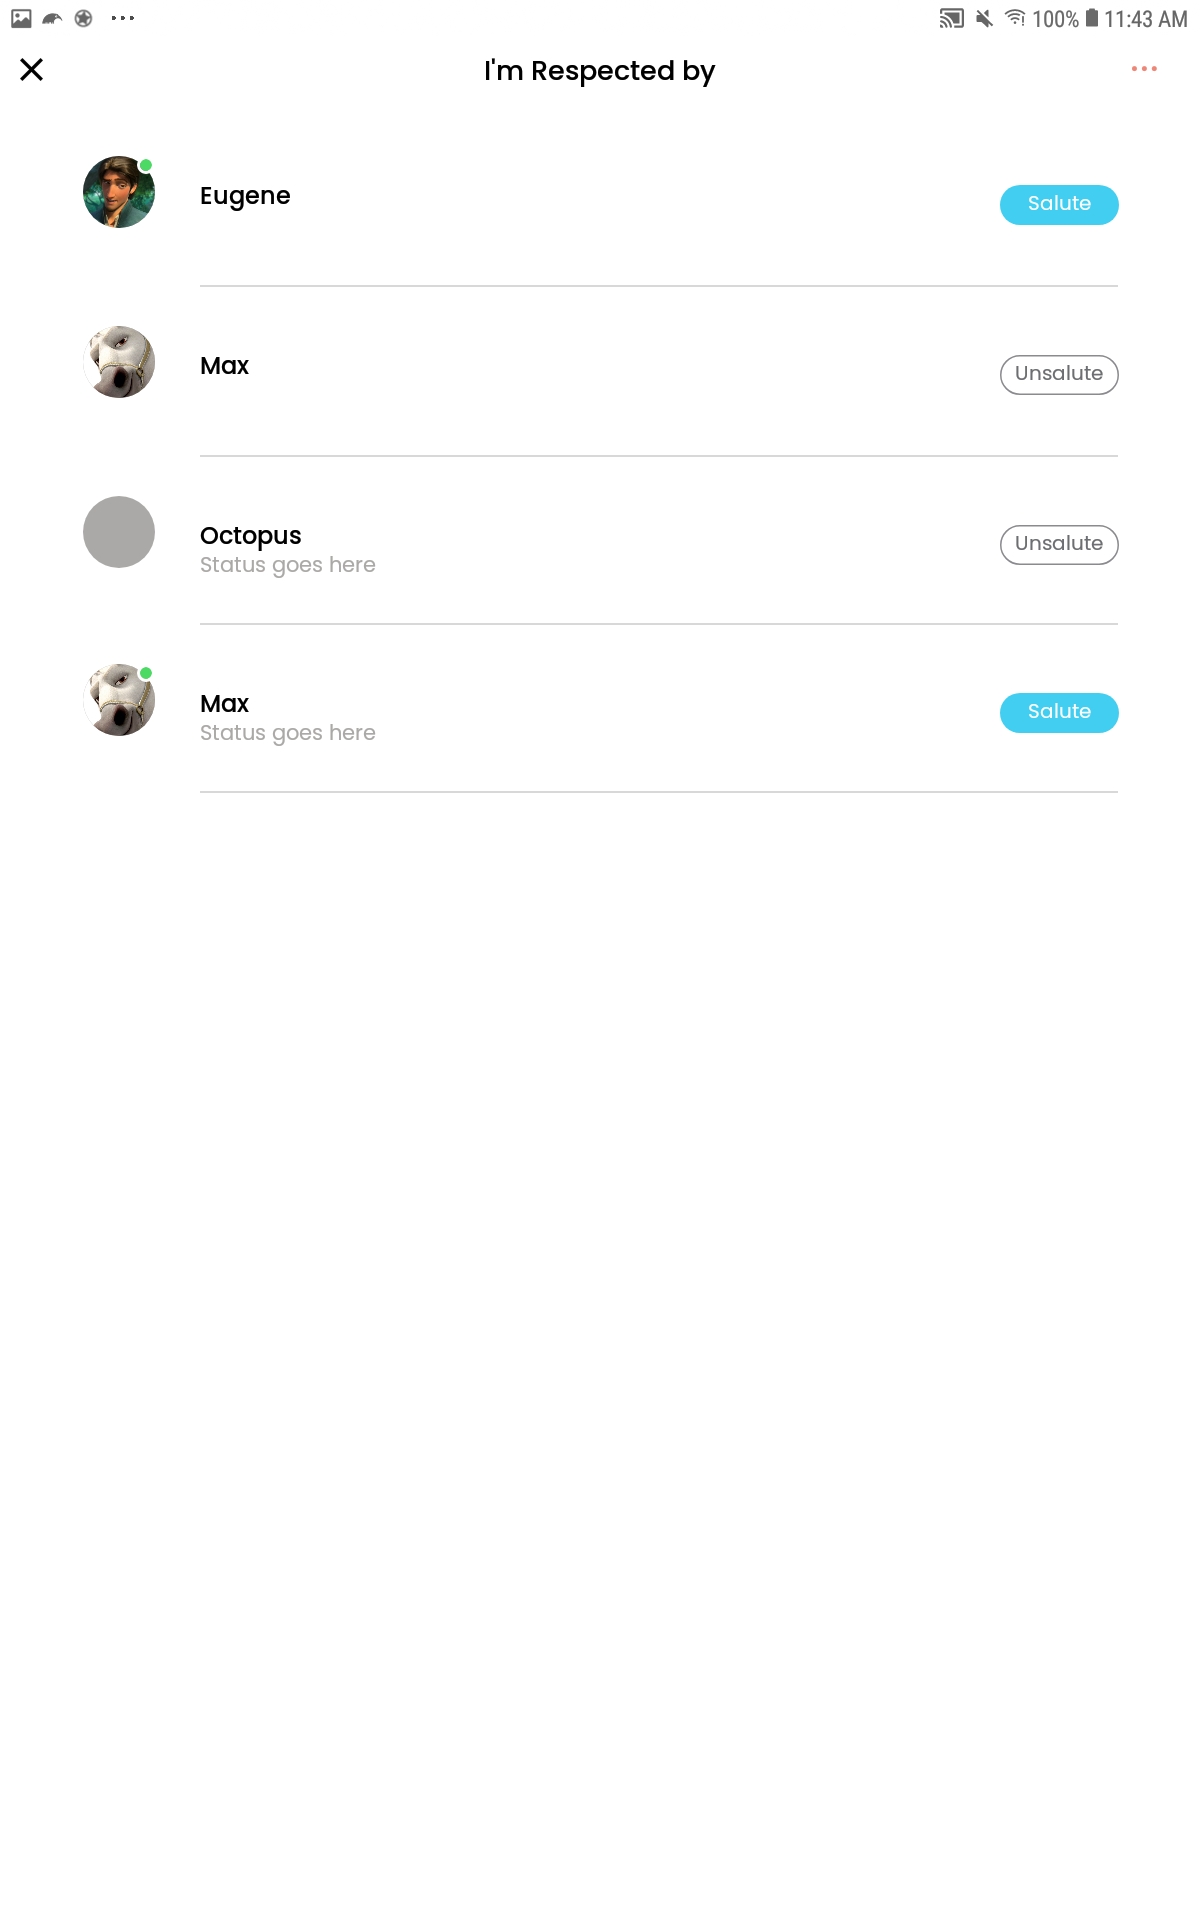 100% 11:43 AM
I'm Respected by
Eugene
Salute
Max
Unsalute
Octopus
Status goes here
Unsalute
Max
Status goes here
Salute